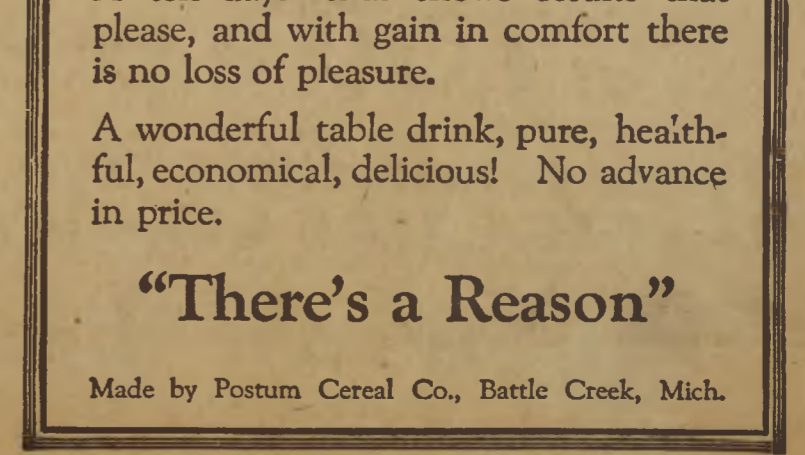 please, and with gain in comfort there
is no loss of pleasure.
A wonderful table drink, pure, health-
ful, economical, delicious! No advance
in price.
“There’s a Reason”
Made by Postum Cereal Co., Battle Creek, Mich.